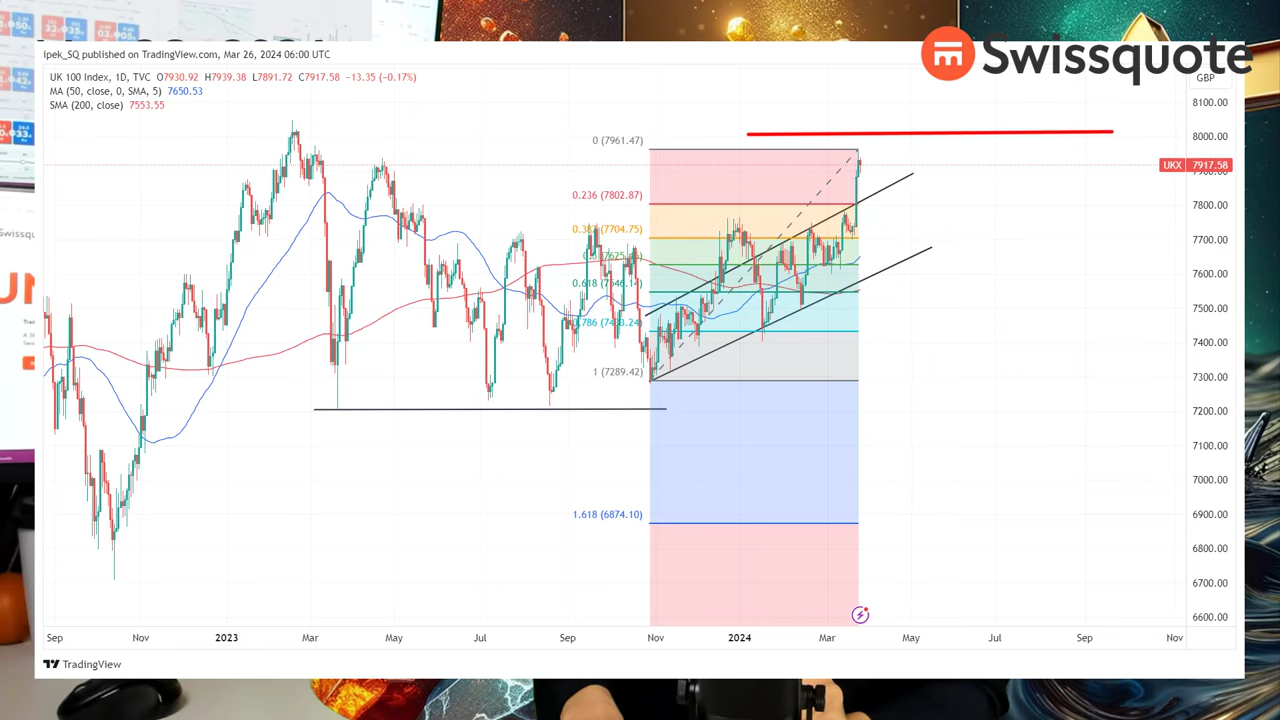 Swissquote
ipek_SQ published on TradingView.com, Mar 26, 2024 06:00 UTC
UK 100 Index, 1D, TVC O7930.92 H7939.38 L7891.72 C7917.58 −13.35 (−0.17%)
MA (50, close, 0, SMA, 5) 7650.53
SMA (200, close) 7553.55
GBP
8100.00
8000.00
UKX 7917.58
7800.00
7700.00
7600.00
7500.00
7400.00
7300.00
7200.00
7100.00
7000.00
6900.00
6800.00
6700.00
6600.00
0 (7961.47)
0.236 (7802.87)
0.382 (7704.75)
0.786 (7433.24)
1 (7289.42)
1.618 (6874.10)
Sep Nov 2023 Mar May Jul Sep Nov 2024 Mar May Jul Sep Nov
TradingView